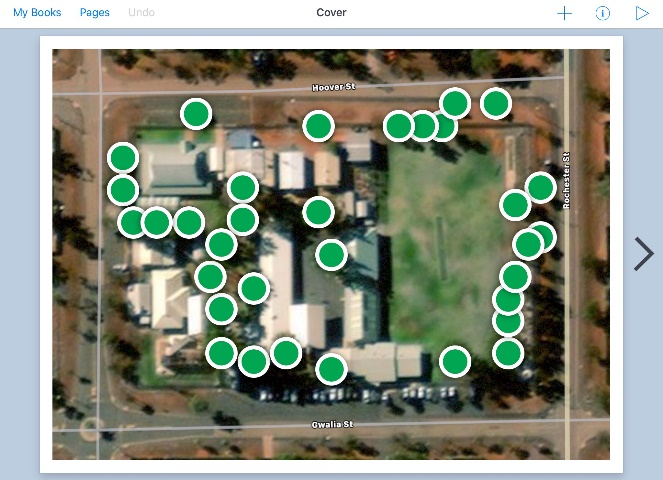 My Books Pages Undo Cover
Hoover St
Rochester St
Gwalia St